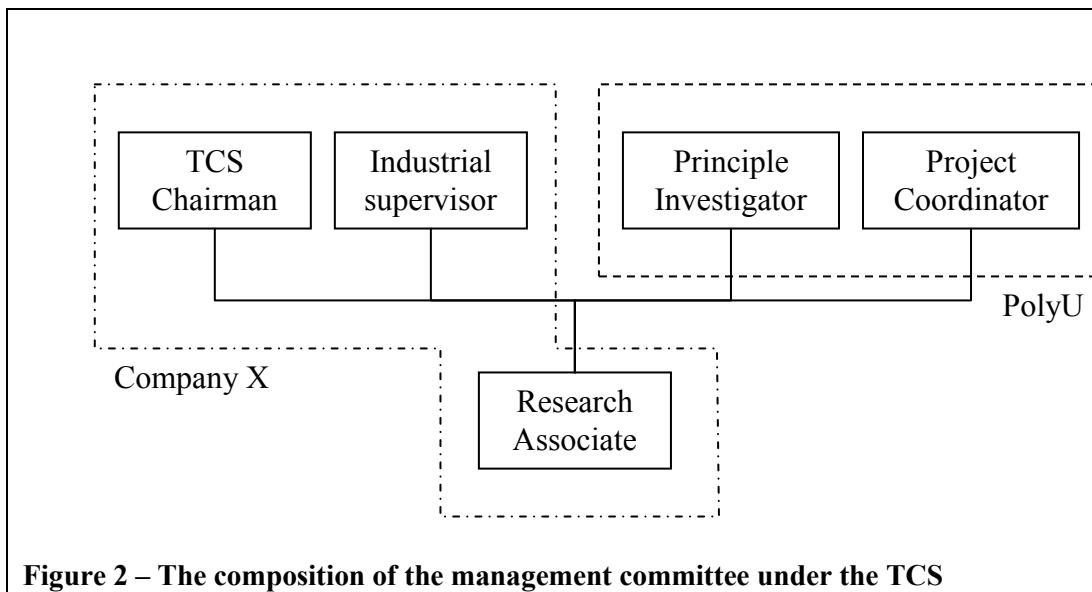 TCS
Chairman
Industrial
supervisor
Principle
Investigator
Project
Coordinator
PolyU
Company X
Research
Associate
Figure 2 – The composition of the management committee under the TCS